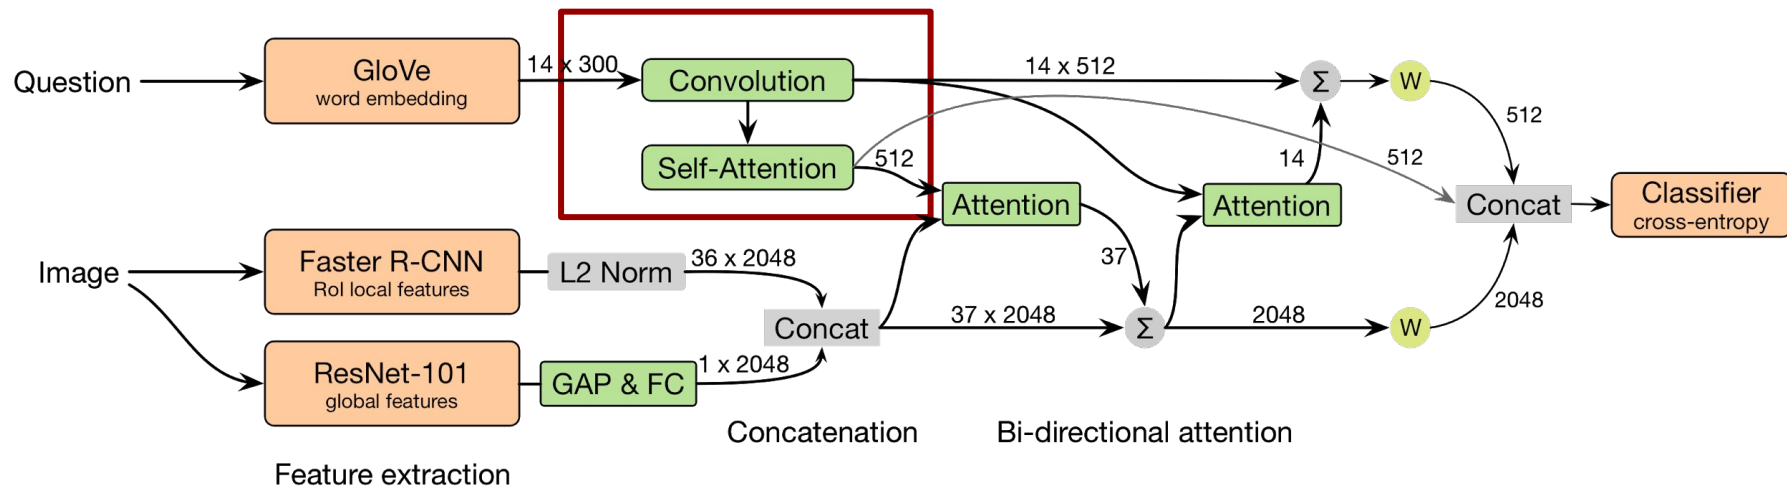 Question
GloVe
word embedding
14 x 300
Convolution
14 x 512
Σ
W
512
Self-Attention
512
14
512
Attention
Attention
Concat
Classifier
cross-entropy
Image
Faster R-CNN
RoI local features
L2 Norm
36 x 2048
37
Concat
37 x 2048
Σ
2048
W
2048
ResNet-101
global features
GAP & FC
1 x 2048
Concatenation
Bi-directional attention
Feature extraction